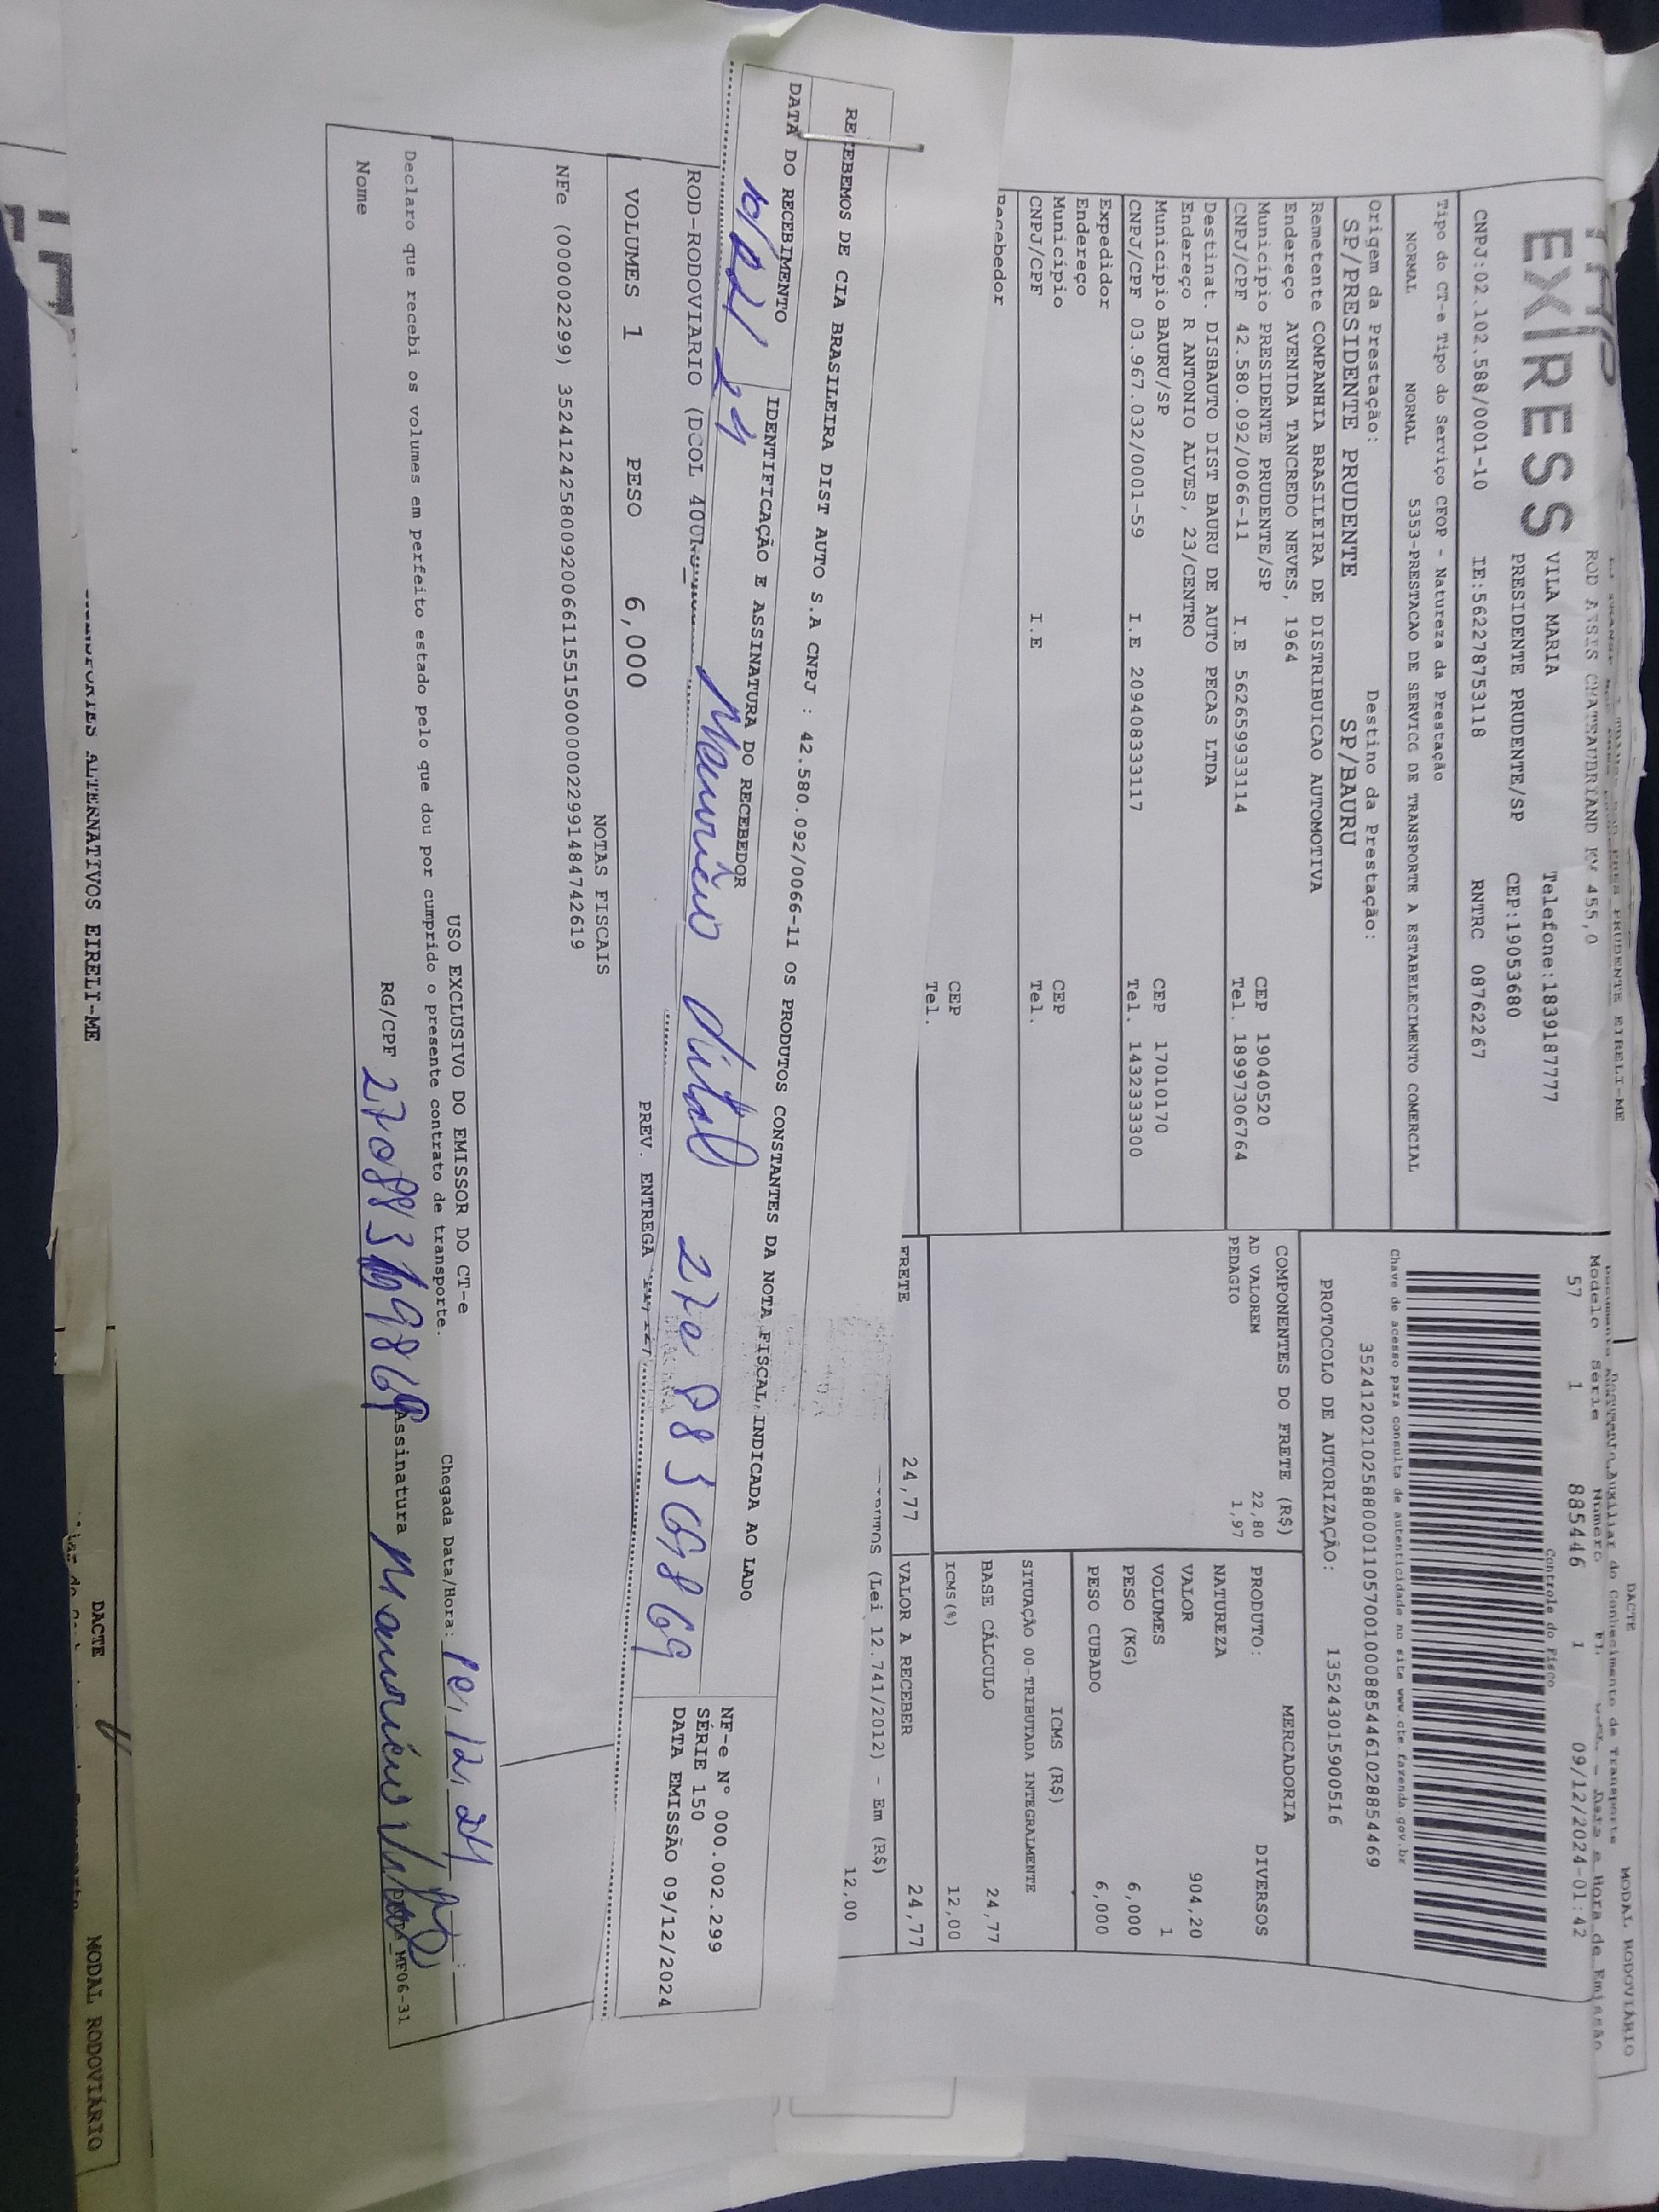 EXPRESS
ROD ASSIS CHATEAUBRIAND KM 455,0
VILA MARIA Telefone:1839187777
PRESIDENTE PRUDENTE/SP CEP:19053680
CNPJ:02.102.588/0001-10 IE:562278753118 RNTRC 08762267
Tipo do CT-e Tipo do Serviço CFOP - Natureza da Prestação
NORMAL NORMAL 5353-PRESTACAO DE SERVICO DE TRANSPORTE A ESTABELECIMENTO COMERCIAL
Origem da Prestação: Destino da Prestação:
SP/PRESIDENTE PRUDENTE SP/BAURU
Remetente COMPANHIA BRASILEIRA DE DISTRIBUICAO AUTOMOTIVA
Endereço AVENIDA TANCREDO NEVES, 1964
Município PRESIDENTE PRUDENTE/SP CEP 19040520
CNPJ/CPF 42.580.092/0066-11 I.E 562659933114 Tel. 18997306764
Destinat. DISBAUTO DIST BAURU DE AUTO PECAS LTDA
Endereço R ANTONIO ALVES, 23/CENTRO
Município BAURU/SP CEP 17010170
CNPJ/CPF 03.967.032/0001-59 I.E 209408333117 Tel. 1432333300
Expedidor
Endereço
Município CEP
CNPJ/CPF I.E Tel.
Recebedor
CEP
Tel.
DACTE MODAL RODOVIÁRIO
Documento Auxiliar do Conhecimento de Transporte
Modelo Série Número Fl. Data e Hora de Emissão
57 1 885446 1 09/12/2024-01:42
Controle do Fisco
Chave de acesso para consulta de autenticidade no site www.cte.fazenda.gov.br
35241202102588000110570010008854461028854469
PROTOCOLO DE AUTORIZAÇÃO: 135243015900516
COMPONENTES DO FRETE (R$)
AD VALOREM 22,80
PEDAGIO 1,97
FRETE 24,77
MERCADORIA
PRODUTO: DIVERSOS
NATUREZA
VALOR 904,20
VOLUMES 1
PESO (KG) 6,000
PESO CUBADO 6,000
ICMS (R$)
SITUAÇÃO 00-TRIBUTADA INTEGRALMENTE
BASE CÁLCULO 24,77
ICMS(%) 12,00
VALOR A RECEBER 24,77
(Lei 12.741/2012) - Em (R$)
12,00
RECEBEMOS DE CIA BRASILEIRA DIST AUTO S.A CNPJ : 42.580.092/0066-11 OS PRODUTOS CONSTANTES DA NOTA FISCAL INDICADA AO LADO
DATA DO RECEBIMENTO IDENTIFICAÇÃO E ASSINATURA DO RECEBEDOR
NF-e Nº 000.002.299
SÉRIE 150
DATA EMISSÃO 09/12/2024
ROD-RODOVIARIO (DCOL
VOLUMES 1 PESO 6,000 PREV. ENTREGA
NOTAS FISCAIS
NFe (000002299) 35241242580092006611551500000022991484742619
USO EXCLUSIVO DO EMISSOR DO CT-e
Declaro que recebi os volumes em perfeito estado pelo que dou por cumprido o presente contrato de transporte.
Chegada Data/Hora: 10, 12, 24
Nome RG/CPF Assinatura Mauricio
MF06-31
ALTERNATIVOS EIRELI-ME
DACTE MODAL RODOVIÁRIO